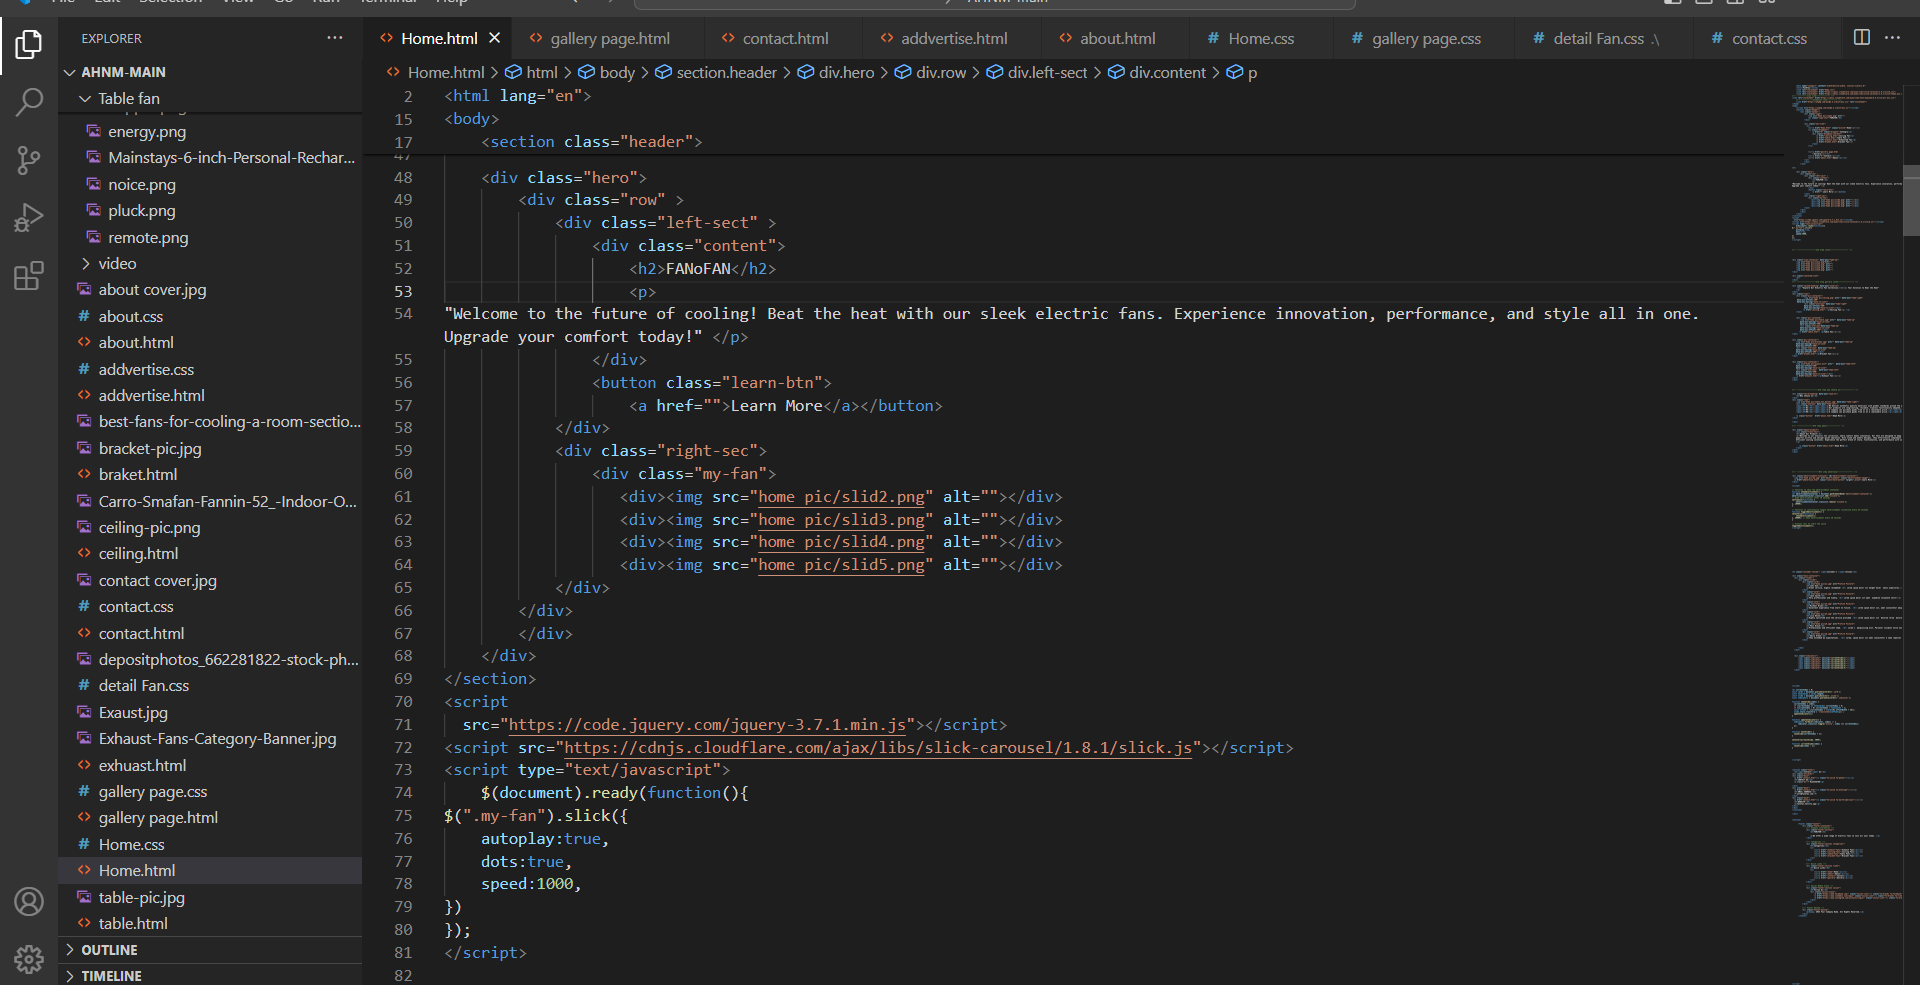 File Edit Selection View Go Run Terminal Help
AHNM-main
EXPLORER
Home.html
gallery page.html
contact.html
addvertise.html
about.html
Home.css
gallery page.css
detail Fan.css .\
contact.css
AHNM-MAIN
Table fan
energy.png
Mainstays-6-inch-Personal-Rechar...
noice.png
pluck.png
remote.png
video
about cover.jpg
about.css
about.html
addvertise.css
addvertise.html
best-fans-for-cooling-a-room-sectio...
bracket-pic.jpg
braket.html
Carro-Smafan-Fannin-52_-Indoor-O...
ceiling-pic.png
ceiling.html
contact cover.jpg
contact.css
contact.html
depositphotos_662281822-stock-ph...
detail Fan.css
Exaust.jpg
Exhaust-Fans-Category-Banner.jpg
exhuast.html
gallery page.css
gallery page.html
Home.css
Home.html
table-pic.jpg
table.html
OUTLINE
TIMELINE
Home.html > html > body > section.header > div.hero > div.row > div.left-sect > div.content > p
2 <html lang="en">
15 <body>
17 <section class="header">
47
48 <div class="hero">
49 <div class="row" >
50 <div class="left-sect" >
51 <div class="content">
52 <h2>FANoFAN</h2>
53 <p>
54 "Welcome to the future of cooling! Beat the heat with our sleek electric fans. Experience innovation, performance, and style all in one.
Upgrade your comfort today!" </p>
55 </div>
56 <button class="learn-btn">
57 <a href="">Learn More</a></button>
58 </div>
59 <div class="right-sec">
60 <div class="my-fan">
61 <div><img src="home pic/slid2.png" alt=""></div>
62 <div><img src="home pic/slid3.png" alt=""></div>
63 <div><img src="home pic/slid4.png" alt=""></div>
64 <div><img src="home pic/slid5.png" alt=""></div>
65 </div>
66 </div>
67 </div>
68 </div>
69 </section>
70 <script
71 src="https://code.jquery.com/jquery-3.7.1.min.js"></script>
72 <script src="https://cdnjs.cloudflare.com/ajax/libs/slick-carousel/1.8.1/slick.js"></script>
73 <script type="text/javascript">
74 $(document).ready(function(){
75 $(".my-fan").slick({
76 autoplay:true,
77 dots:true,
78 speed:1000,
79 })
80 });
81 </script>
82